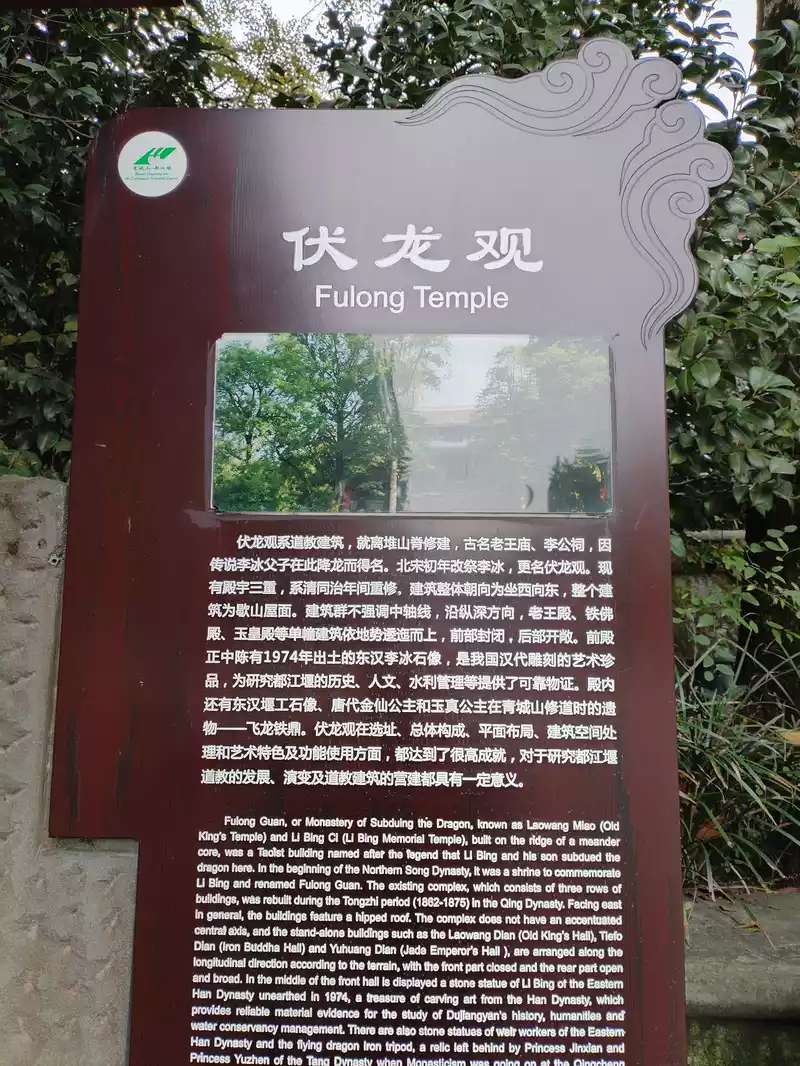 青城山-都江堰
伏龙观
Fulong Temple
伏龙观系道教建筑，就离堆山脊修建，古名老王庙、李公祠，因
传说李冰父子在此降龙而得名。北宋初年改祭李冰，更名伏龙观。现
有殿宇三重，系清同治年间重修。建筑整体朝向为坐西向东，整个建
筑为歇山屋面。建筑群不强调中轴线，沿纵深方向，老王殿、铁佛
殿、玉皇殿等单幢建筑依地势逶迤而上，前部封闭，后部开敞。前殿
正中陈有1974年出土的东汉李冰石像，是我国汉代雕刻的艺术珍
品，为研究都江堰的历史、人文、水利管理等提供了可靠物证。殿内
还有东汉堰工石像、唐代金仙公主和玉真公主在青城山修道时的遗
物——飞龙铁鼎。伏龙观在选址、总体构成、平面布局、建筑空间处
理和艺术特色及功能使用方面，都达到了很高成就，对于研究都江堰
道教的发展、演变及道教建筑的营建都具有一定意义。
Fulong Guan, or Monastery of Subduing the Dragon, known as Laowang Miao (Old
King's Temple) and Li Bing Ci (Li Bing Memorial Temple), built on the ridge of a meander
core, was a Taoist building named after the legend that Li Bing and his son subdued the
dragon here. In the beginning of the Northern Song Dynasty, it was a shrine to commemorate
Li Bing and renamed Fulong Guan. The existing complex, which consists of three rows of
buildings, was rebuilt during the Tongzhi period (1862-1875) in the Qing Dynasty. Facing east
in general, the buildings feature a hipped roof. The complex does not have an accentuated
central axis, and the stand-alone buildings such as the Laowang Dian (Old King's Hall), Tiefo
Dian (Iron Buddha Hall) and Yuhuang Dian (Jade Emperor's Hall ), are arranged along the
longitudinal direction according to the terrain, with the front part closed and the rear part open
and broad. In the middle of the front hall is displayed a stone statue of Li Bing of the Eastern
Han Dynasty unearthed in 1974, a treasure of carving art from the Han Dynasty, which
provides reliable material evidence for the study of Dujiangyan's history, humanities and
water conservancy management. There are also stone statues of weir workers of the Eastern
Han Dynasty and the flying dragon iron tripod, a relic left behind by Princess Jinxian and
Princess Yuzhen of the Tang Dynasty when Monasticism was going on at the Qingcheng